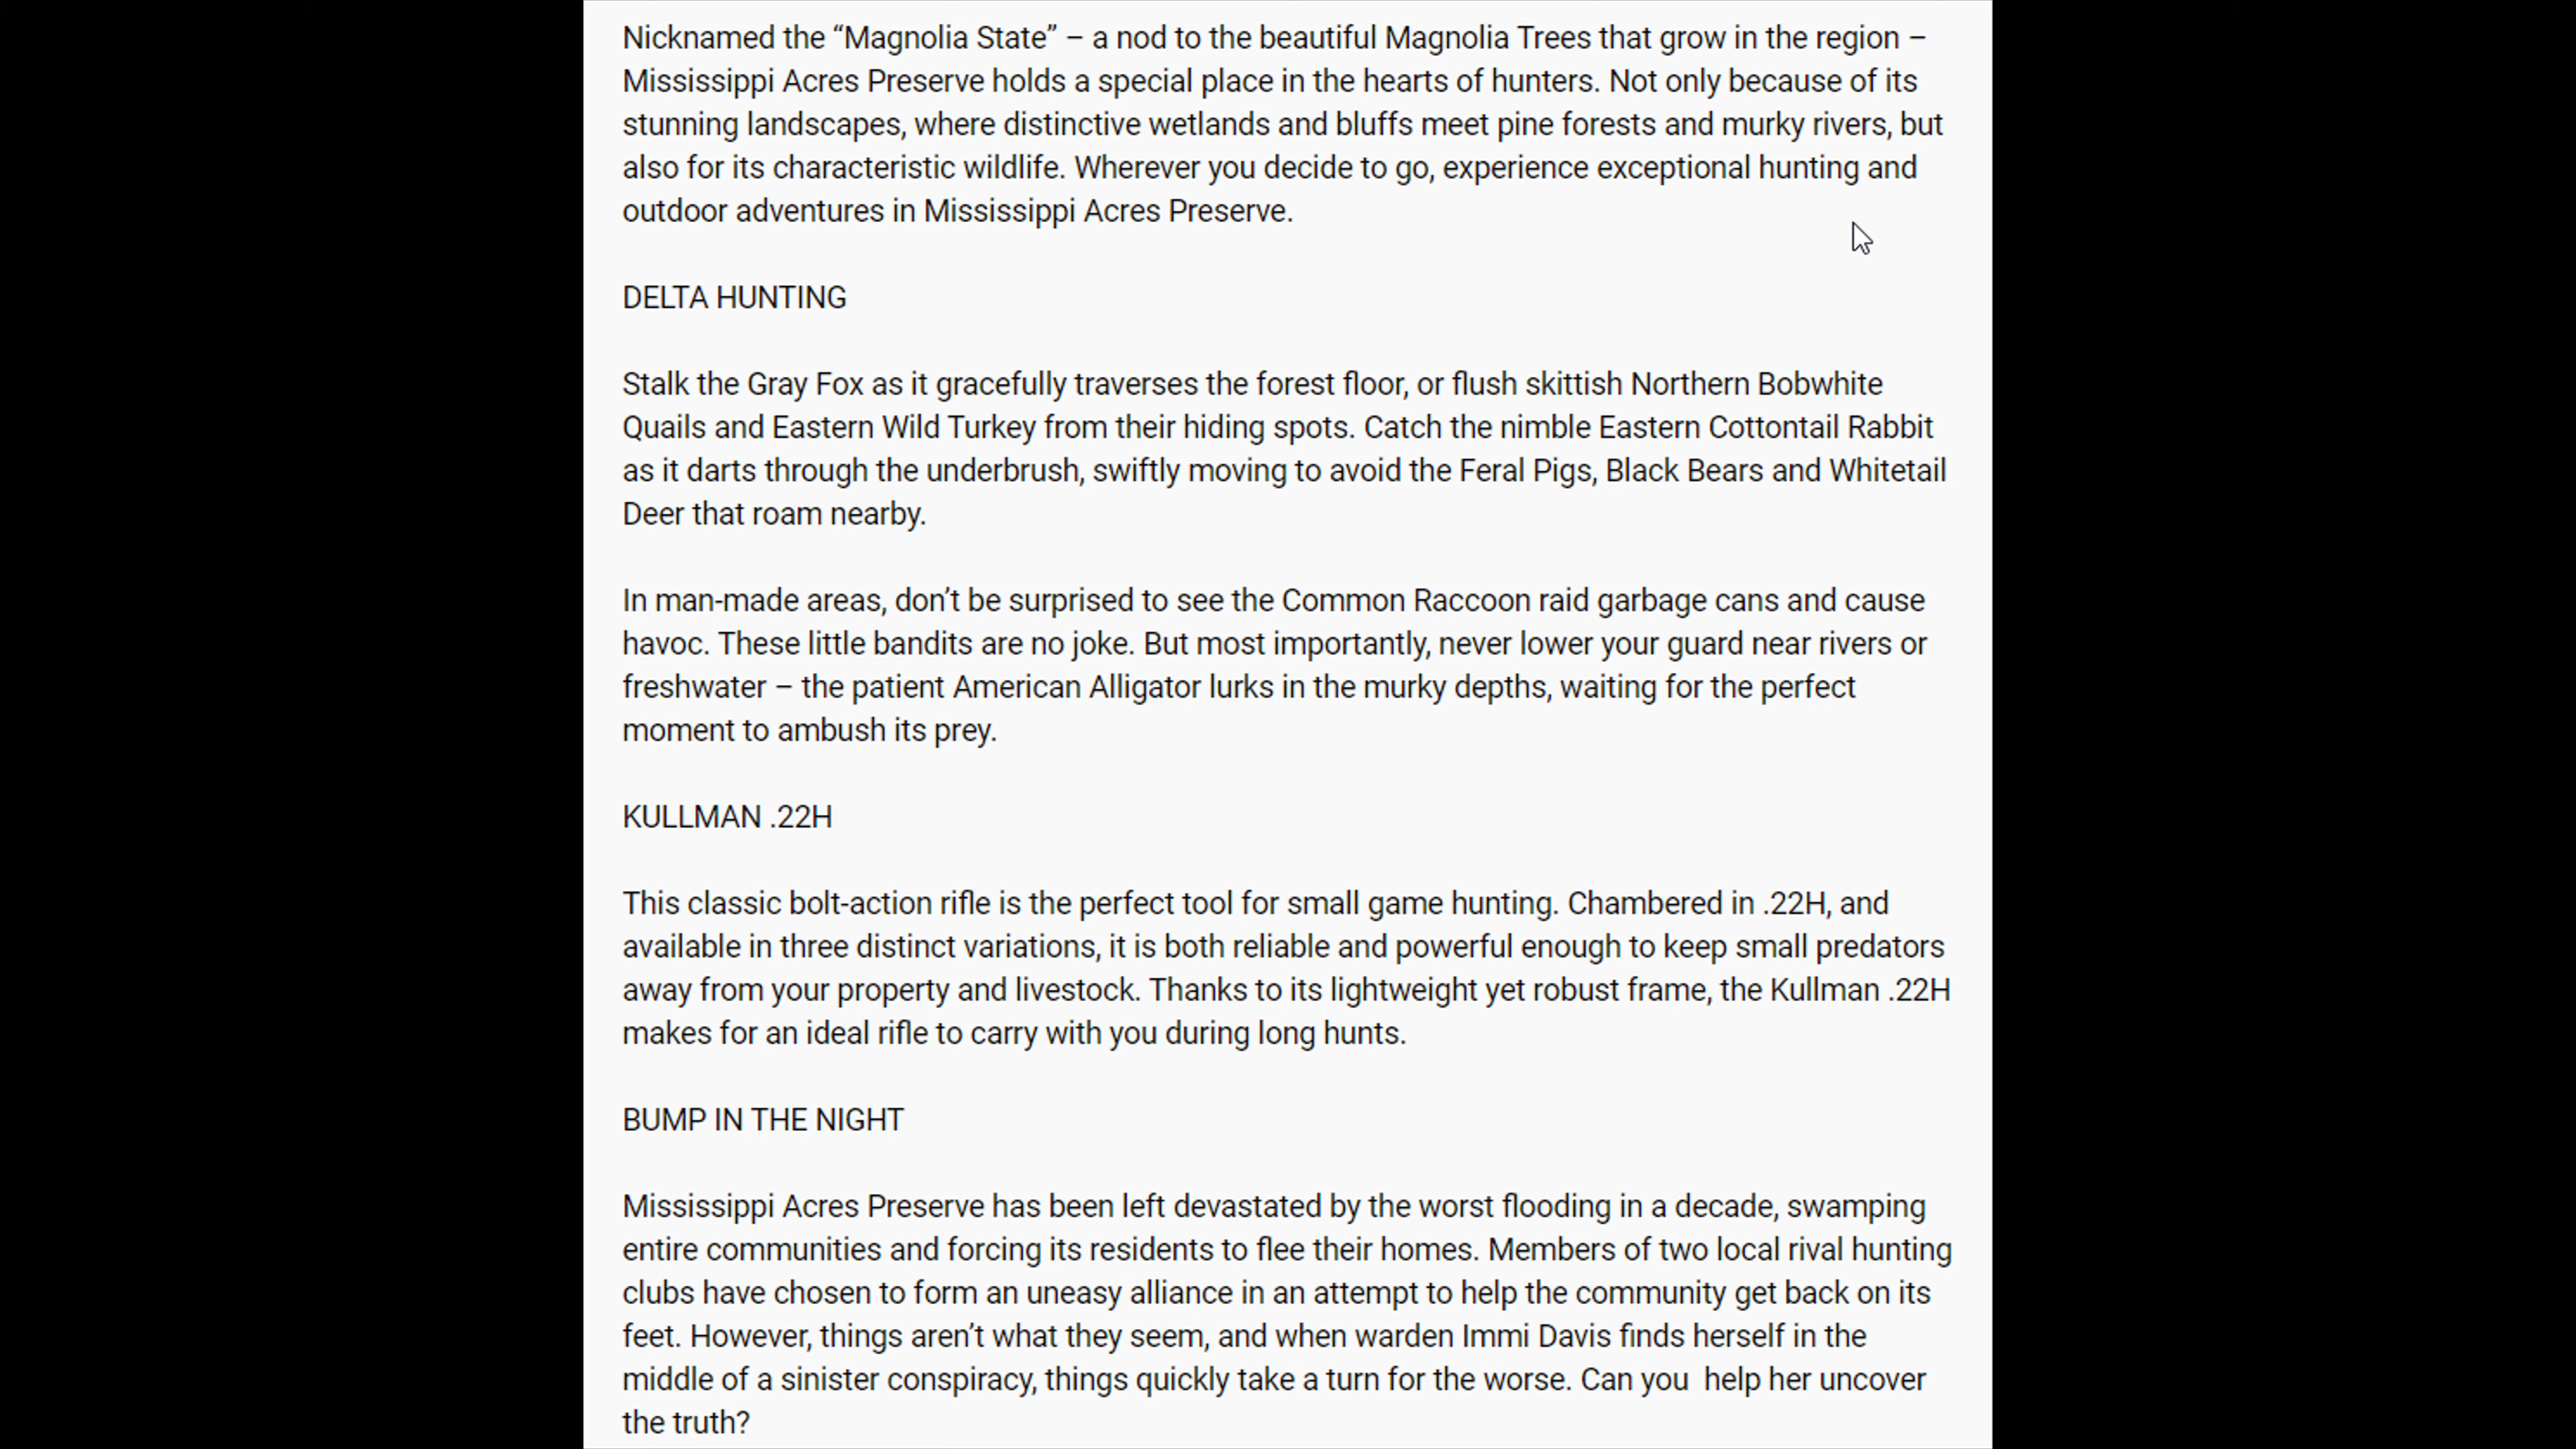 Nicknamed the “Magnolia State” – a nod to the beautiful Magnolia Trees that grow in the region –
Mississippi Acres Preserve holds a special place in the hearts of hunters. Not only because of its
stunning landscapes, where distinctive wetlands and bluffs meet pine forests and murky rivers, but
also for its characteristic wildlife. Wherever you decide to go, experience exceptional hunting and
outdoor adventures in Mississippi Acres Preserve.
DELTA HUNTING
Stalk the Gray Fox as it gracefully traverses the forest floor, or flush skittish Northern Bobwhite
Quails and Eastern Wild Turkey from their hiding spots. Catch the nimble Eastern Cottontail Rabbit
as it darts through the underbrush, swiftly moving to avoid the Feral Pigs, Black Bears and Whitetail
Deer that roam nearby.
In man-made areas, don’t be surprised to see the Common Raccoon raid garbage cans and cause
havoc. These little bandits are no joke. But most importantly, never lower your guard near rivers or
freshwater – the patient American Alligator lurks in the murky depths, waiting for the perfect
moment to ambush its prey.
KULLMAN .22H
This classic bolt-action rifle is the perfect tool for small game hunting. Chambered in .22H, and
available in three distinct variations, it is both reliable and powerful enough to keep small predators
away from your property and livestock. Thanks to its lightweight yet robust frame, the Kullman .22H
makes for an ideal rifle to carry with you during long hunts.
BUMP IN THE NIGHT
Mississippi Acres Preserve has been left devastated by the worst flooding in a decade, swamping
entire communities and forcing its residents to flee their homes. Members of two local rival hunting
clubs have chosen to form an uneasy alliance in an attempt to help the community get back on its
feet. However, things aren’t what they seem, and when warden Immi Davis finds herself in the
middle of a sinister conspiracy, things quickly take a turn for the worse. Can you  help her uncover
the truth?